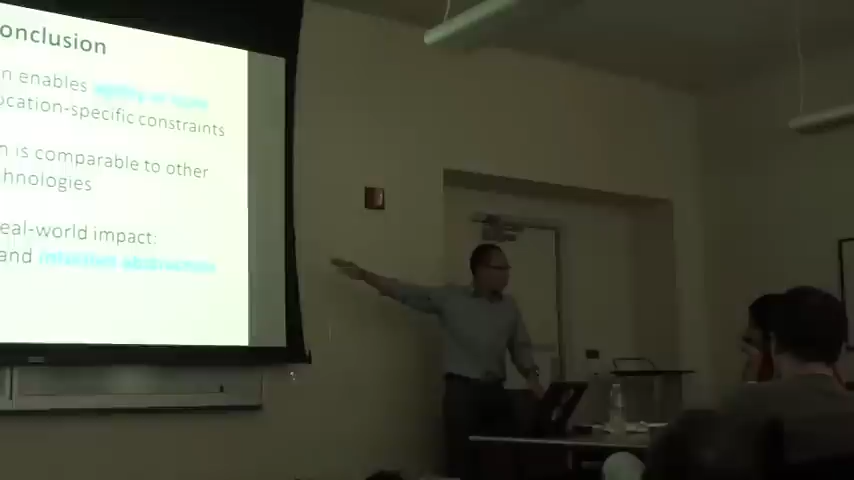 onclusion
n enables
ocation-specific constraints
n is comparable to other
hnologies
eal-world impact:
and